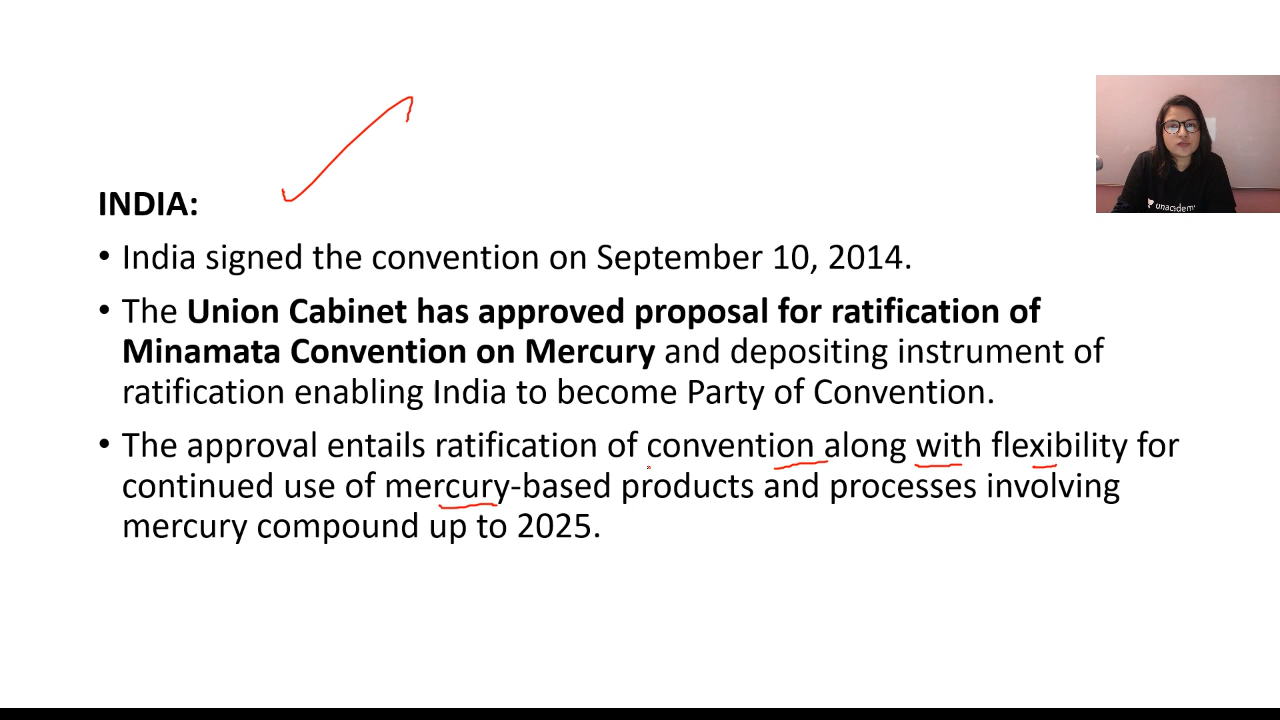 INDIA:
• India signed the convention on September 10, 2014.
• The Union Cabinet has approved proposal for ratification of
Minamata Convention on Mercury and depositing instrument of
ratification enabling India to become Party of Convention.
• The approval entails ratification of convention along with flexibility for
continued use of mercury-based products and processes involving
mercury compound up to 2025.
unacademy